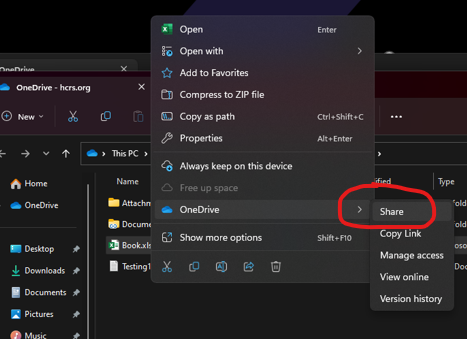 Open Enter
Open with
Add to Favorites
Compress to ZIP file
Copy as path Ctrl+Shift+C
Properties Alt+Enter
Always keep on this device
Free up space
OneDrive
Show more options Shift+F10
Share
Copy Link
Manage access
View online
Version history
OneDrive
OneDrive - hcrs.org
New
This PC
Name
Type
Home
OneDrive
Desktop
Downloads
Documents
Pictures
Music
Attachm
Docume
Book.xls
Testing1